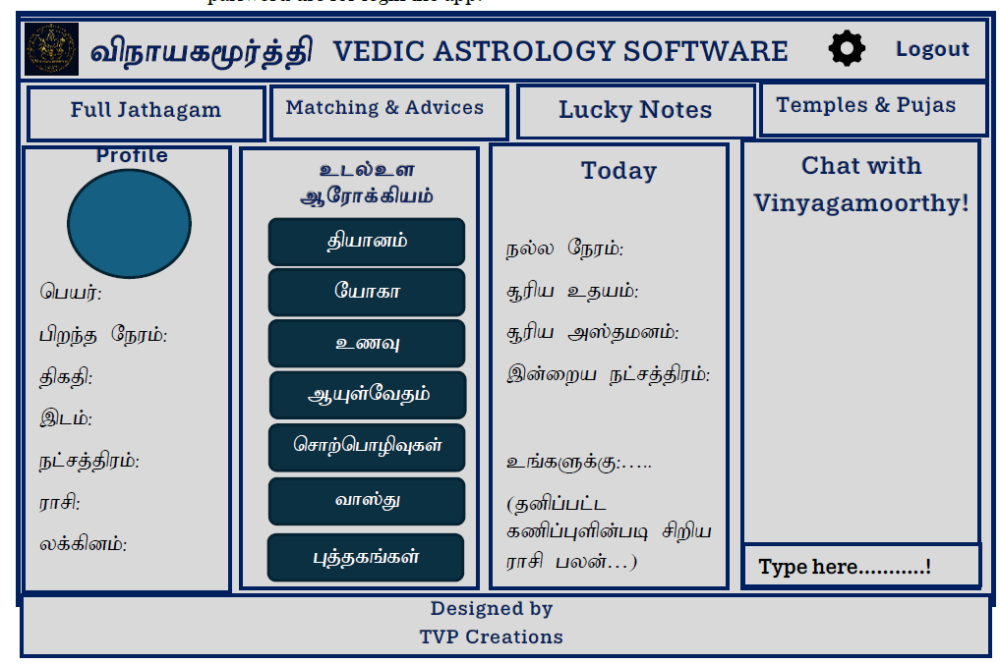 விநாயகமூர்த்தி VEDIC ASTROLOGY SOFTWARE Logout
Full Jathagam
Matching & Advices
Lucky Notes
Temples & Pujas
Profile
பெயர்:
பிறந்த நேரம்:
திகதி:
இடம்:
நட்சத்திரம்:
ராசி:
லக்கினம்:
உடல்உள
ஆரோக்கியம்
தியானம்
யோகா
உணவு
ஆயுள்வேதம்
சொற்பொழிவுகள்
வாஸ்து
புத்தகங்கள்
Today
நல்ல நேரம்:
சூரிய உதயம்:
சூரிய அஸ்தமனம்:
இன்றைய நட்சத்திரம்:
உங்களுக்கு:.....
(தனிப்பட்ட
கணிப்புளின்படி சிறிய
ராசி பலன்...)
Chat with
Vinyagamoorthy!
Type here...........!
Designed by
TVP Creations